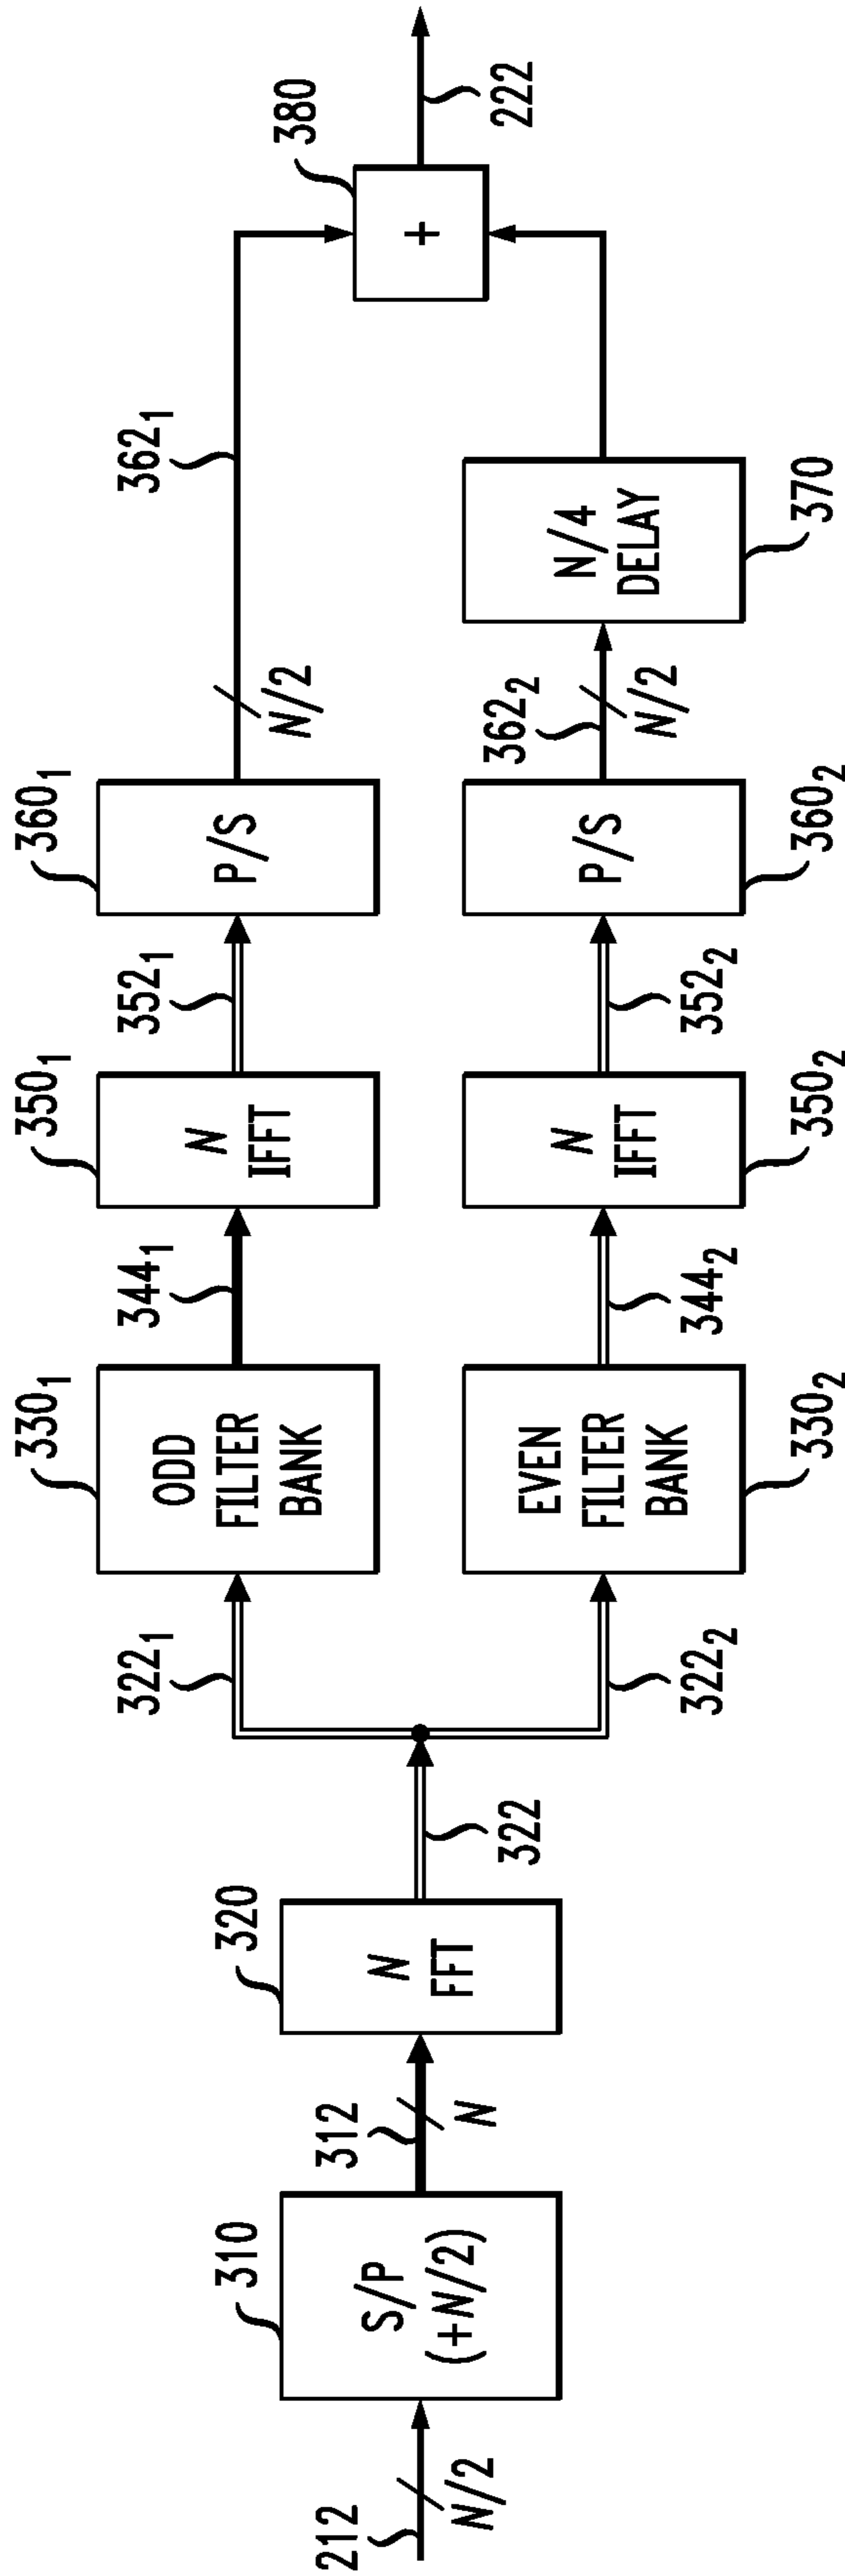 212
N/2
310
S/P
(+N/2)
312
N
320
N
FFT
322
322₁
322₂
330₁
ODD
FILTER
BANK
344₁
350₁
N
IFFT
352₁
360₁
P/S
N/2
362₁
EVEN
FILTER
BANK
330₂
344₂
N
IFFT
350₂
352₂
P/S
360₂
362₂
N/2
N/4
DELAY
370
380
+
222